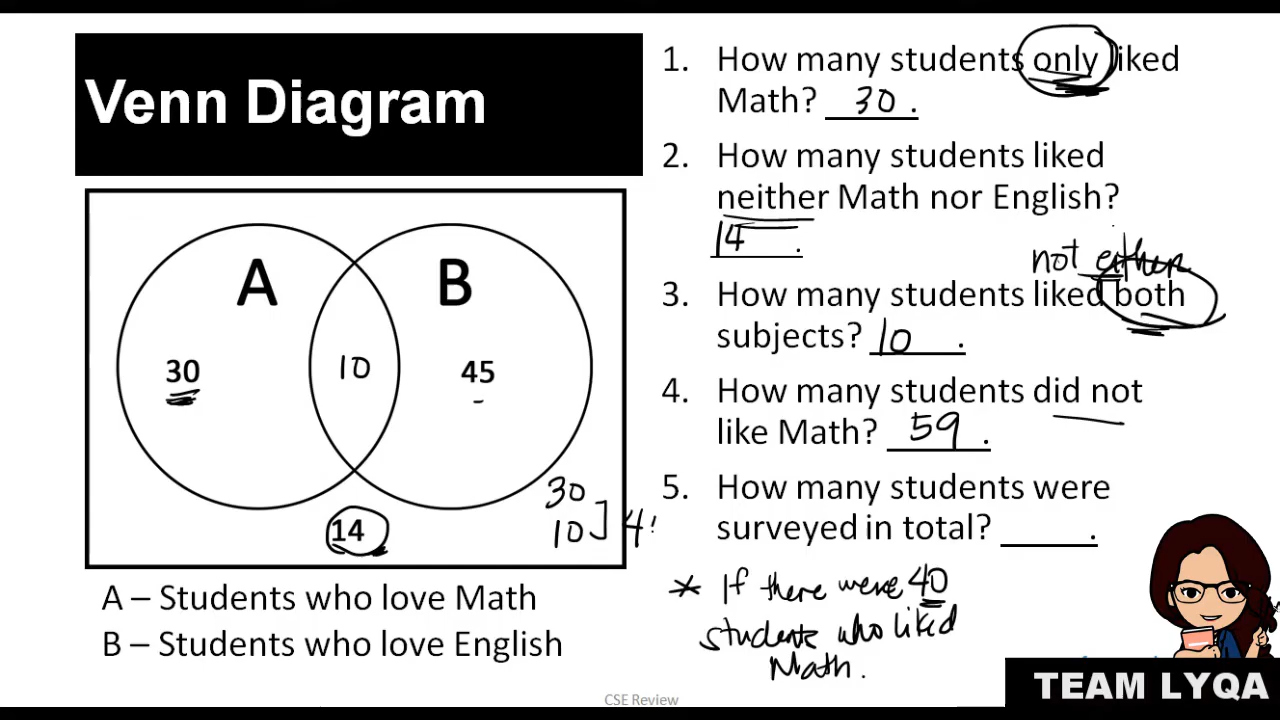 Venn Diagram
A
B
30
10
45
14
30
10
A – Students who love Math
B – Students who love English
1. How many students only liked
Math? 30.
2. How many students liked
neither Math nor English?
14.
not either
3. How many students liked both
subjects? 10.
4. How many students did not
like Math? 59.
5. How many students were
surveyed in total? ______.
* If there were 40
students who liked
Math.
CSE Review
TEAM LYQA